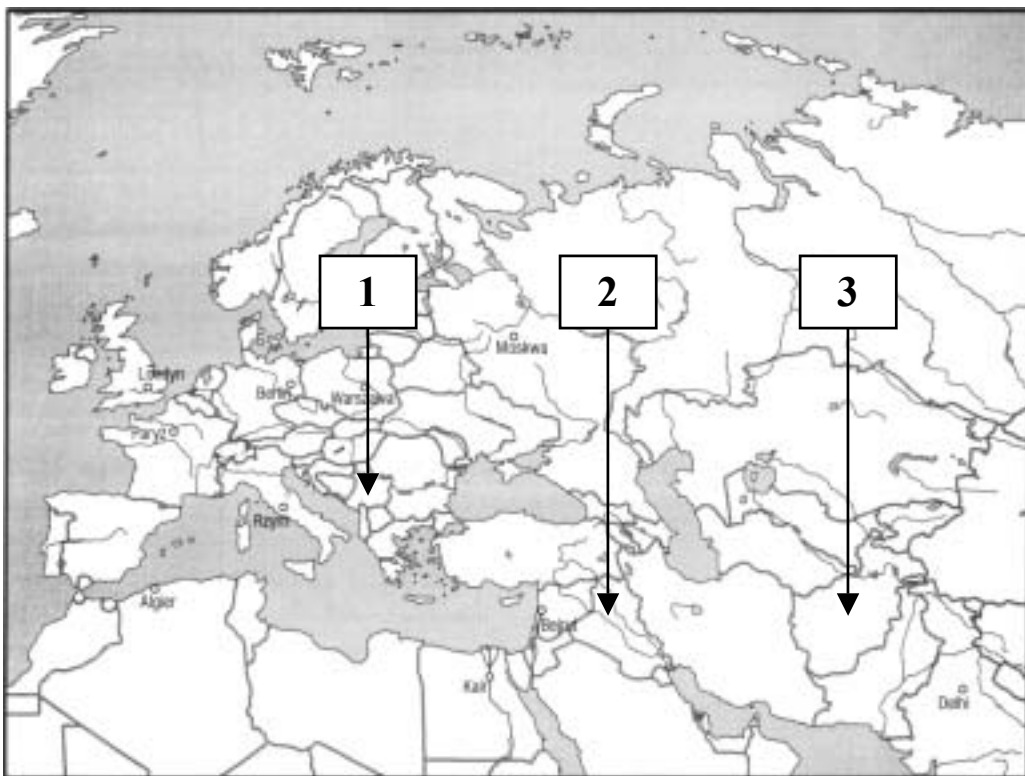 1
2
3
Moskwa
Londyn
Berlin
Warszawa
Paryż
Rzym
Algier
Bejrut
Kair
Delhi